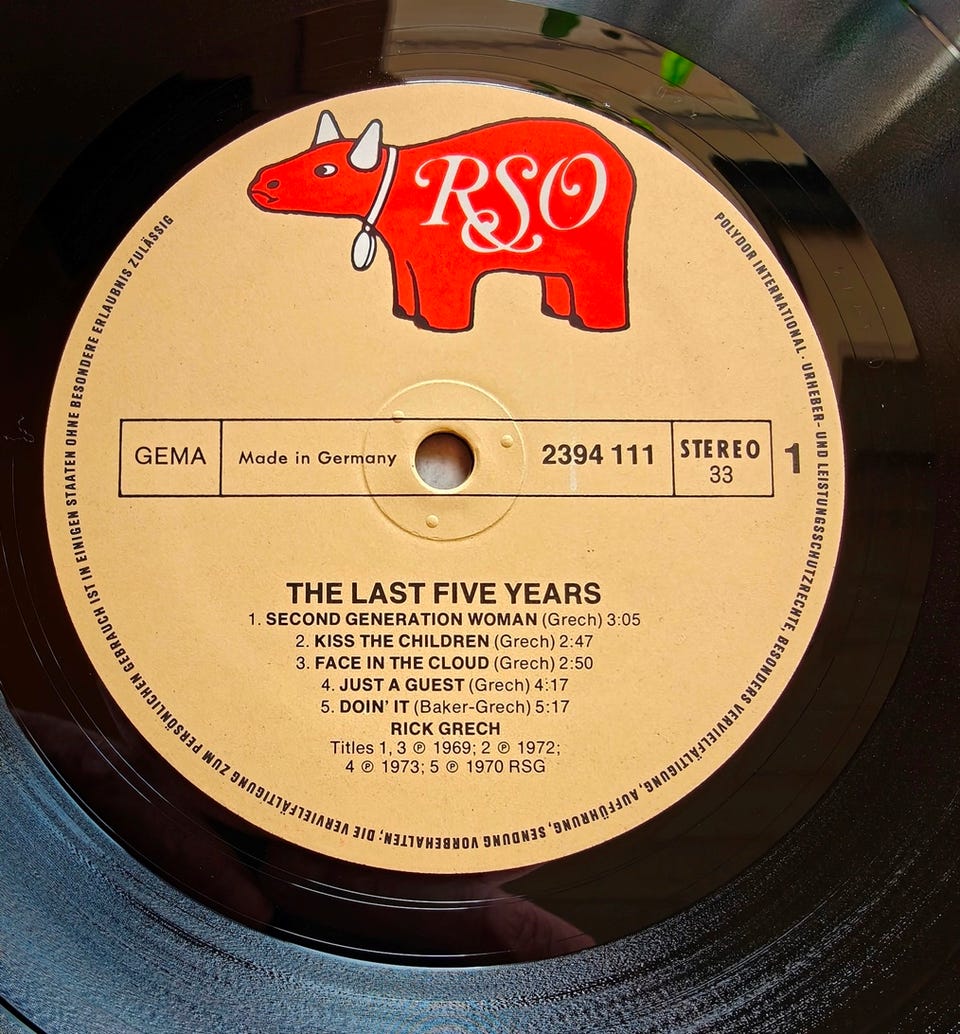 RSO
POLYDOR INTERNATIONAL · URHEBER- UND LEISTUNGSSCHUTZRECHTE, BESONDERS VERVIELFÄLTIGUNG, AUFFÜHRUNG, SENDUNG VORBEHALTEN; DIE VERVIELFÄLTIGUNG ZUM PERSÖNLICHEN GEBRAUCH IST IN EINIGEN STAATEN OHNE BESONDERE ERLAUBNIS ZULÄSSIG
GEMA Made in Germany 2394 111 STEREO 33 1
THE LAST FIVE YEARS
1. SECOND GENERATION WOMAN (Grech) 3:05
2. KISS THE CHILDREN (Grech) 2:47
3. FACE IN THE CLOUD (Grech) 2:50
4. JUST A GUEST (Grech) 4:17
5. DOIN' IT (Baker-Grech) 5:17
RICK GRECH
Titles 1, 3 ℗ 1969; 2 ℗ 1972;
4 ℗ 1973; 5 ℗ 1970 RSG